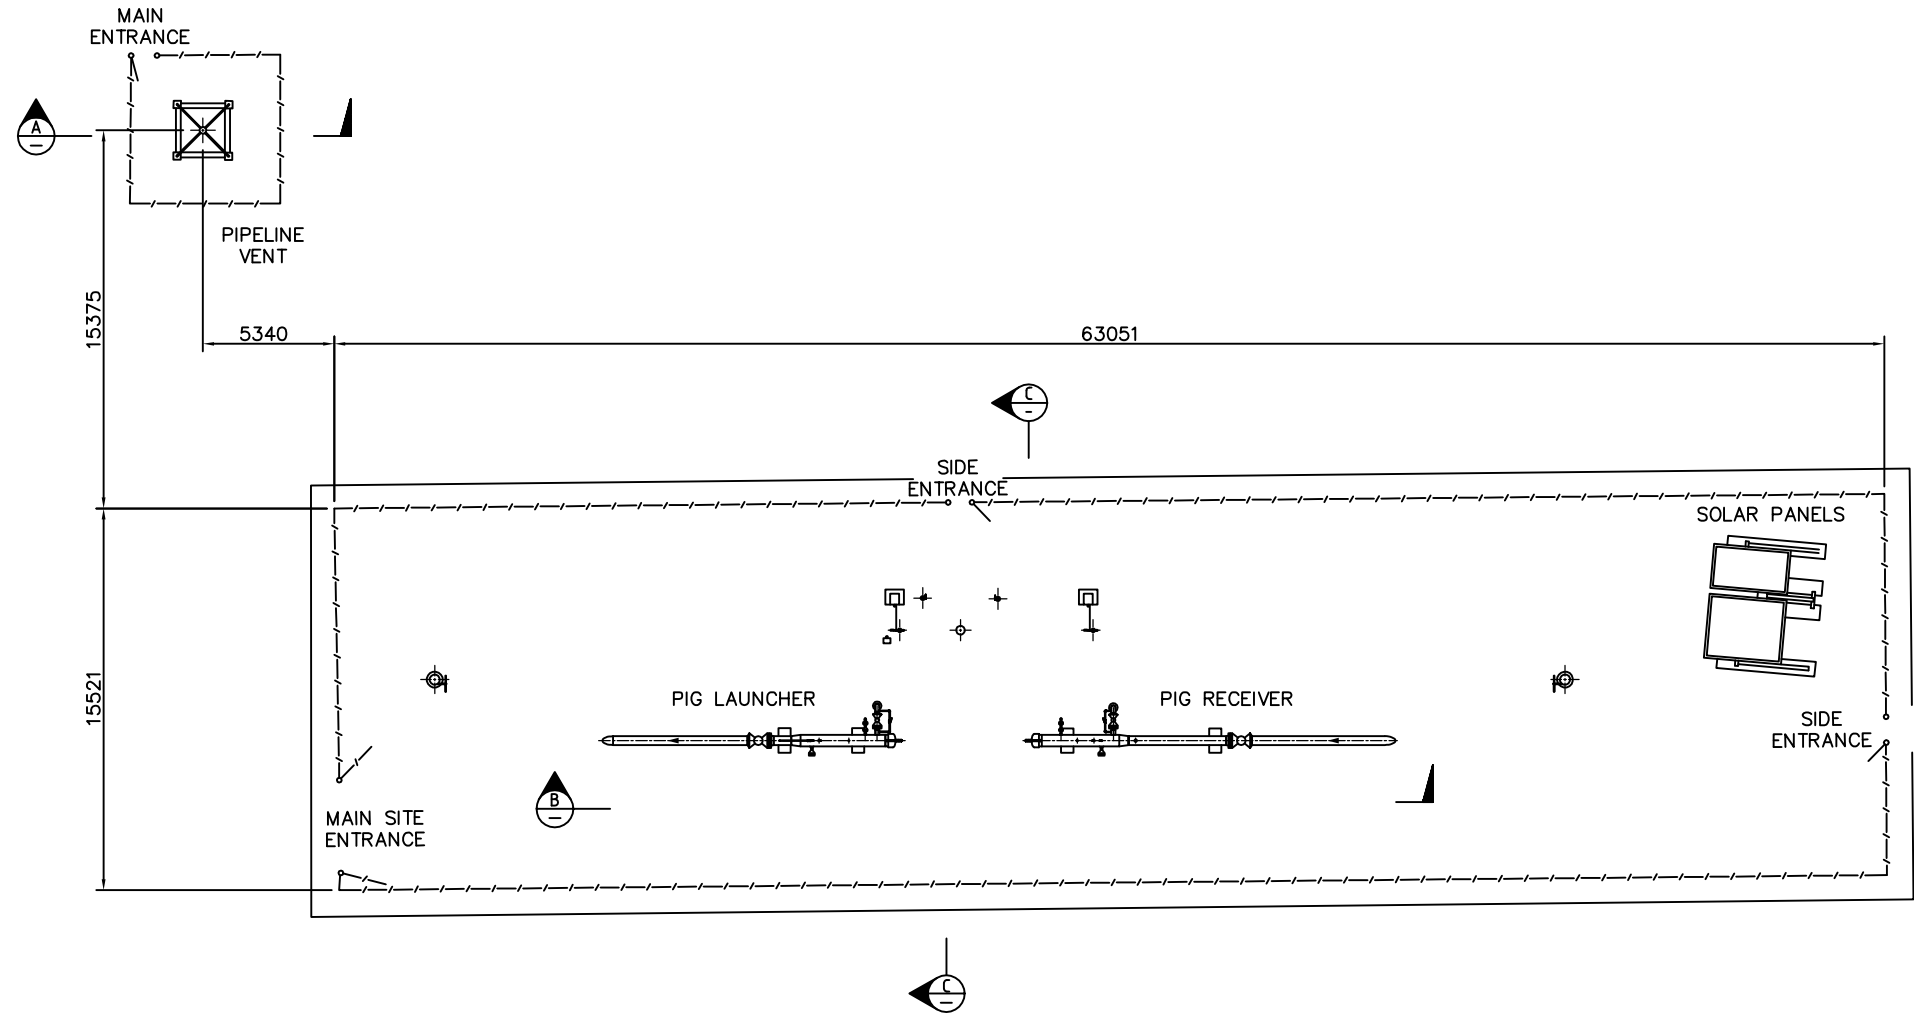 MAIN
ENTRANCE
A
PIPELINE
VENT
15375
5340
63051
C
SIDE
ENTRANCE
SOLAR PANELS
15521
PIG LAUNCHER
PIG RECEIVER
SIDE
ENTRANCE
B
MAIN SITE
ENTRANCE
C